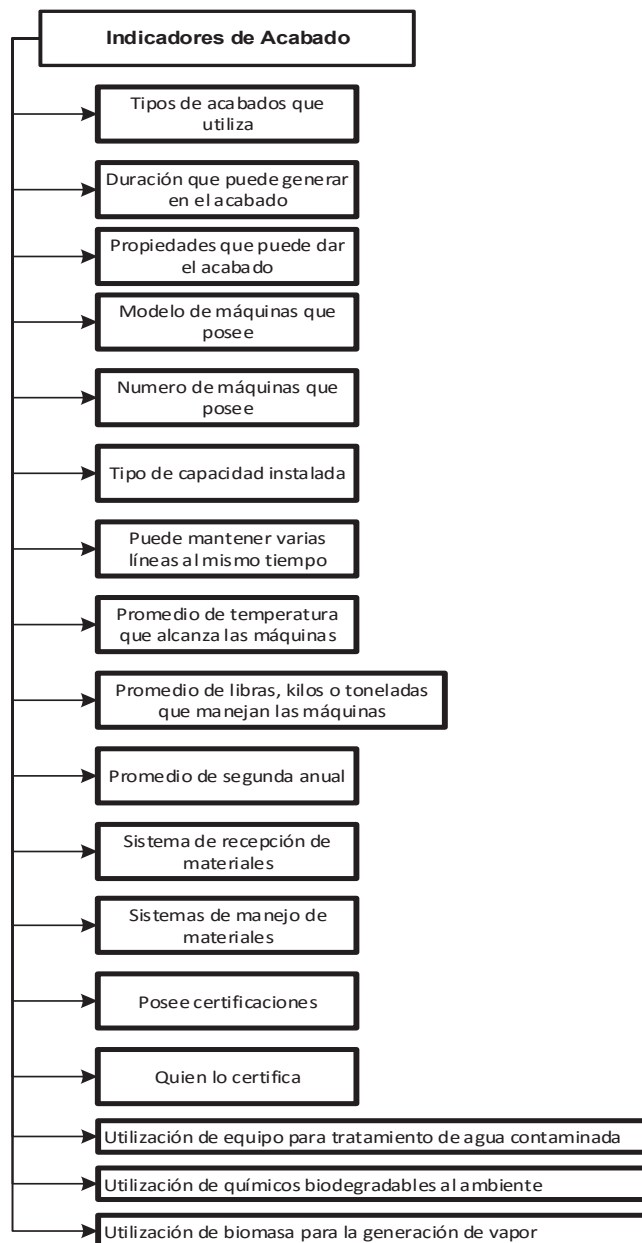 Indicadores de Acabado
Tipos de acabados que
utiliza
Duración que puede generar
en el acabado
Propiedades que puede dar
el acabado
Modelo de máquinas que
posee
Numero de máquinas que
posee
Tipo de capacidad instalada
Puede mantener varias
líneas al mismo tiempo
Promedio de temperatura
que alcanza las máquinas
Promedio de libras, kilos o toneladas
que manejan las máquinas
Promedio de segunda anual
Sistema de recepción de
materiales
Sistemas de manejo de
materiales
Posee certificaciones
Quien lo certifica
Utilización de equipo para tratamiento de agua contaminada
Utilización de químicos biodegradables al ambiente
Utilización de biomasa para la generación de vapor